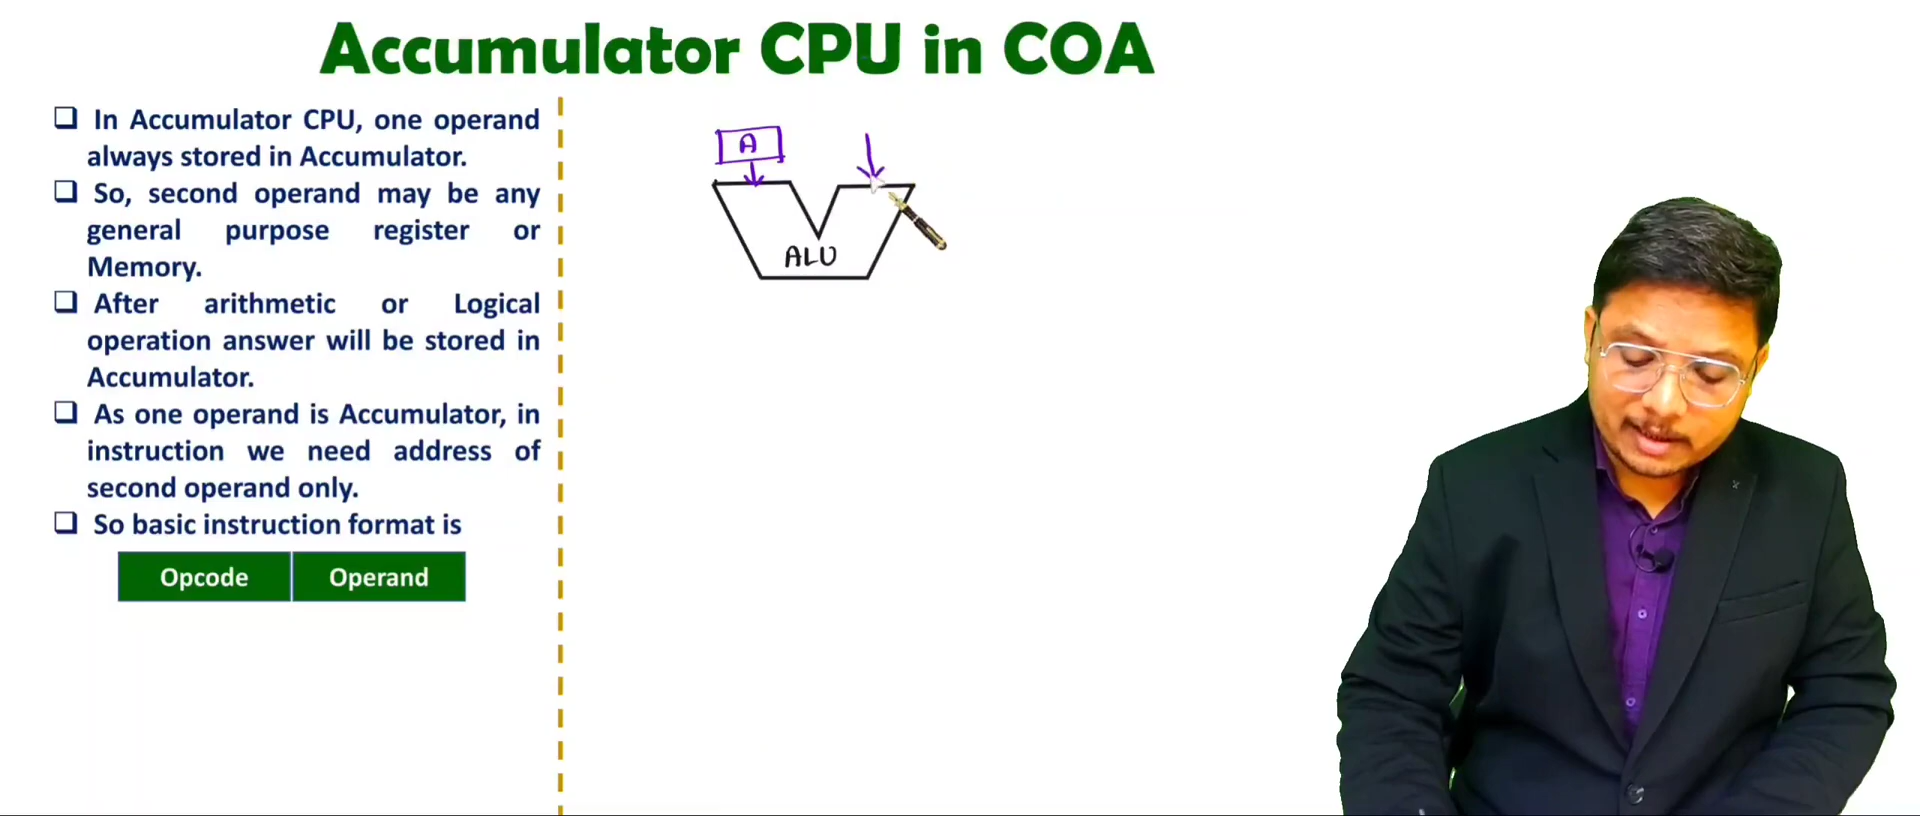 Accumulator CPU in COA
❑ In Accumulator CPU, one operand
always stored in Accumulator.
❑ So, second operand may be any
general purpose register or
Memory.
❑ After arithmetic or Logical
operation answer will be stored in
Accumulator.
❑ As one operand is Accumulator, in
instruction we need address of
second operand only.
❑ So basic instruction format is
Opcode Operand
A
ALU